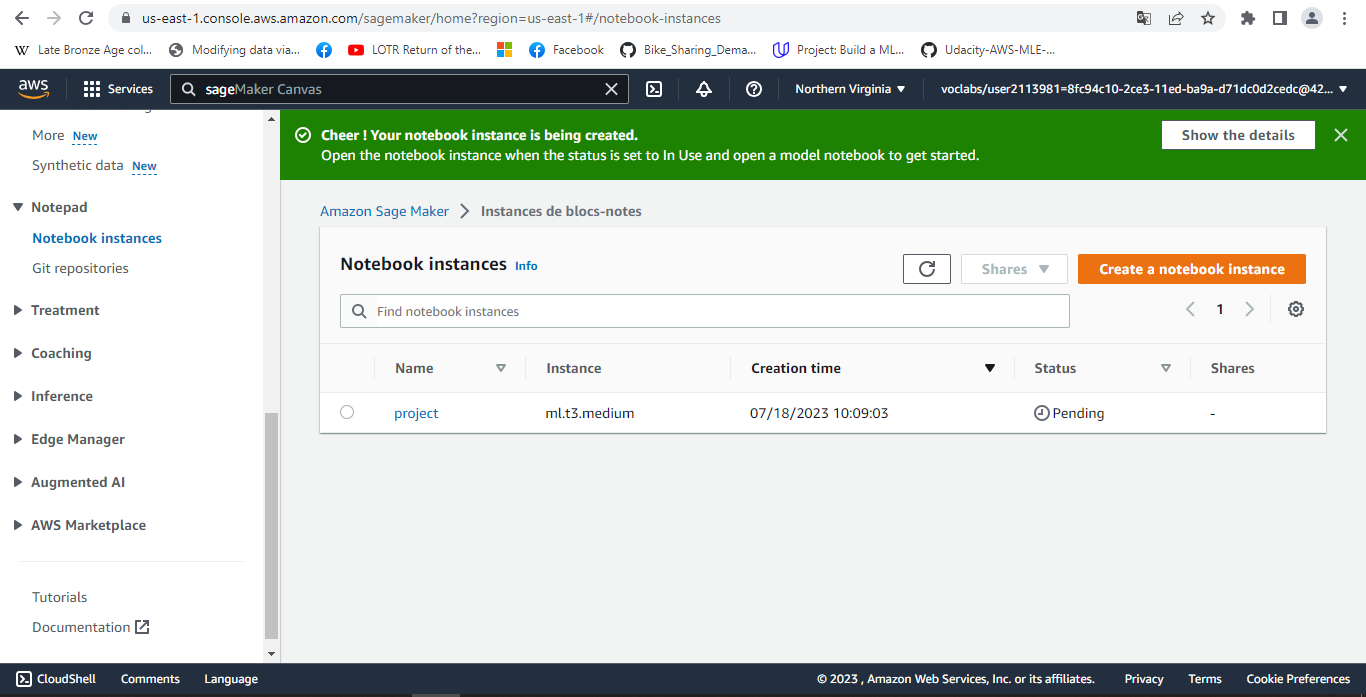 us-east-1.console.aws.amazon.com/sagemaker/home?region=us-east-1#/notebook-instances
W Late Bronze Age col... Modifying data via... LOTR Return of the... Facebook Bike_Sharing_Dema... Project: Build a ML... Udacity-AWS-MLE-...
aws Services sageMaker Canvas Northern Virginia voclabs/user2113981=8fc94c10-2ce3-11ed-ba9a-d71dc0d2cedc@42...
More New
Synthetic data New
Notepad
Notebook instances
Git repositories
Treatment
Coaching
Inference
Edge Manager
Augmented AI
AWS Marketplace
Tutorials
Documentation
Cheer ! Your notebook instance is being created.
Open the notebook instance when the status is set to In Use and open a model notebook to get started.
Show the details
Amazon Sage Maker Instances de blocs-notes
Notebook instances Info
Shares Create a notebook instance
Find notebook instances 1
Name Instance Creation time Status Shares
project ml.t3.medium 07/18/2023 10:09:03 Pending -
CloudShell Comments Language © 2023 , Amazon Web Services, Inc. or its affiliates. Privacy Terms Cookie Preferences